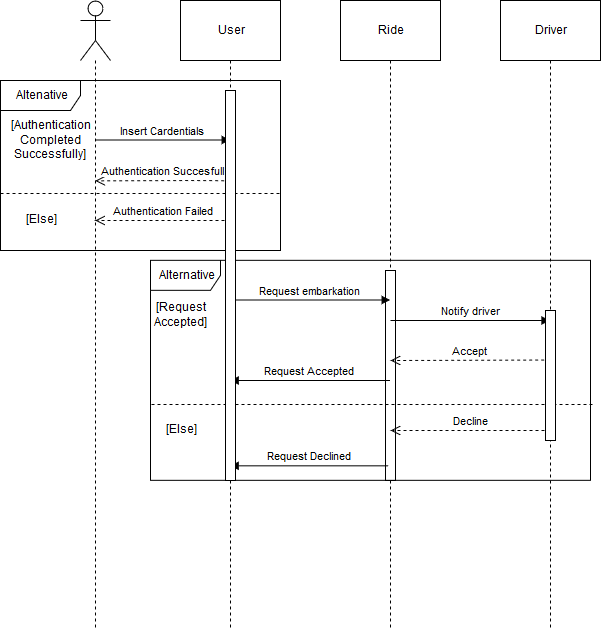 User
Ride
Driver
Altenative
[Authentication
Completed
Successfully]
Insert Cardentials
Authentication Succesfull
[Else]
Authentication Failed
Alternative
[Request
Accepted]
Request embarkation
Notify driver
Accept
Request Accepted
[Else]
Decline
Request Declined